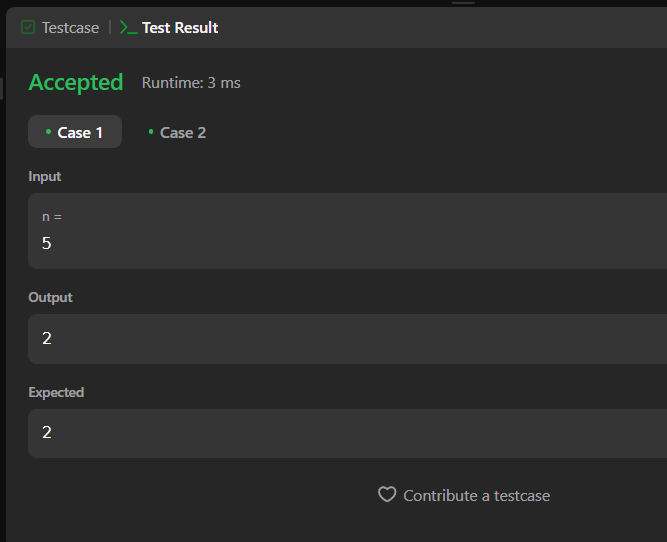 Testcase | Test Result
Accepted Runtime: 3 ms
Case 1 Case 2
Input
n =
5
Output
2
Expected
2
Contribute a testcase